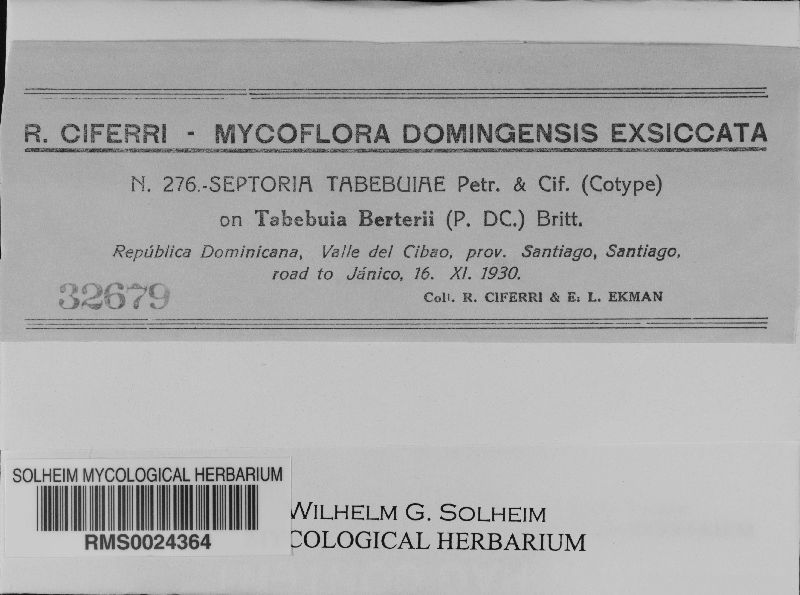 R. CIFERRI - MYCOFLORA DOMINGENSIS EXSICCATA
N. 276.-SEPTORIA TABEBUIAE Petr. & Cif. (Cotype)
on Tabebuia Berterii (P. DC.) Britt.
República Dominicana, Valle del Cibao, prov. Santiago, Santiago,
road to Jánico, 16. XI. 1930.
32679
Coll. R. CIFERRI & E. L. EKMAN
SOLHEIM MYCOLOGICAL HERBARIUM
RMS0024364
WILHELM G. SOLHEIM
COLOGICAL HERBARIUM